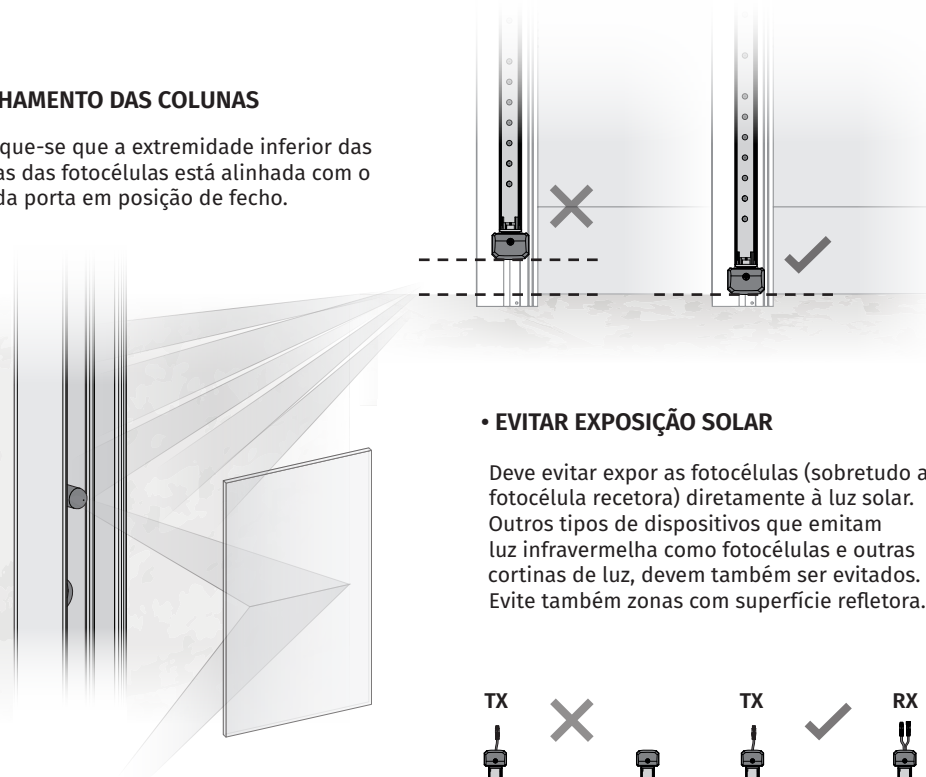 HAMENTO DAS COLUNAS
que-se que a extremidade inferior das
as das fotocélulas está alinhada com o
da porta em posição de fecho.
• EVITAR EXPOSIÇÃO SOLAR
Deve evitar expor as fotocélulas (sobretudo a
fotocélula recetora) diretamente à luz solar.
Outros tipos de dispositivos que emitam
luz infravermelha como fotocélulas e outras
cortinas de luz, devem também ser evitados.
Evite também zonas com superfície refletora.
TX TX RX